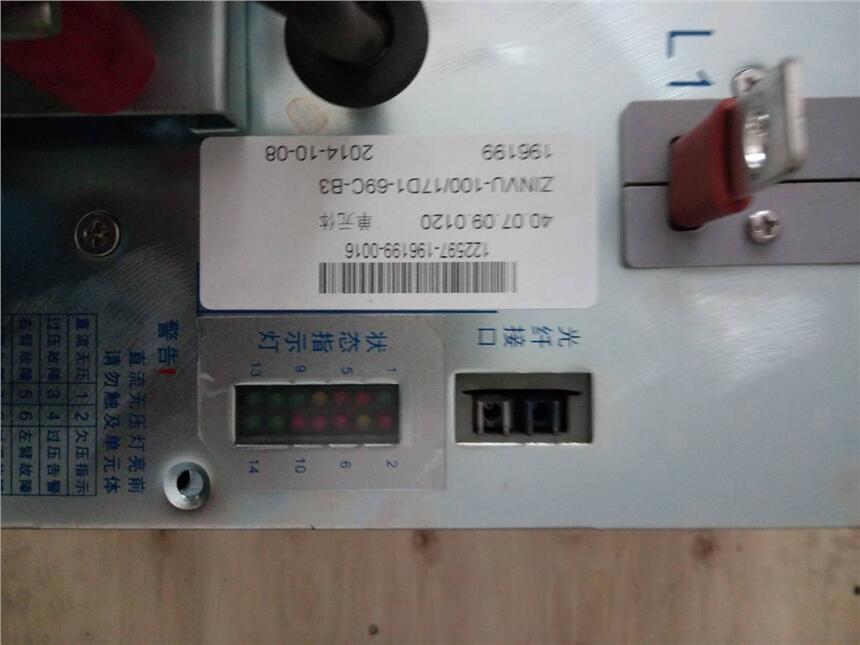 L1
122597-196199-0016
40.07.09.0120 单元体
ZINVU-100/17D1-69C-B3
196199 2014-10-08
光纤接口
状态指示灯
1 5 9 13
2 6 10 14
警告!
直流无压灯亮前
请勿触及单元体
直流无压 1 2 欠压指示
过压故障 3 4 过压告警
右臂故障 5 6 左臂故障